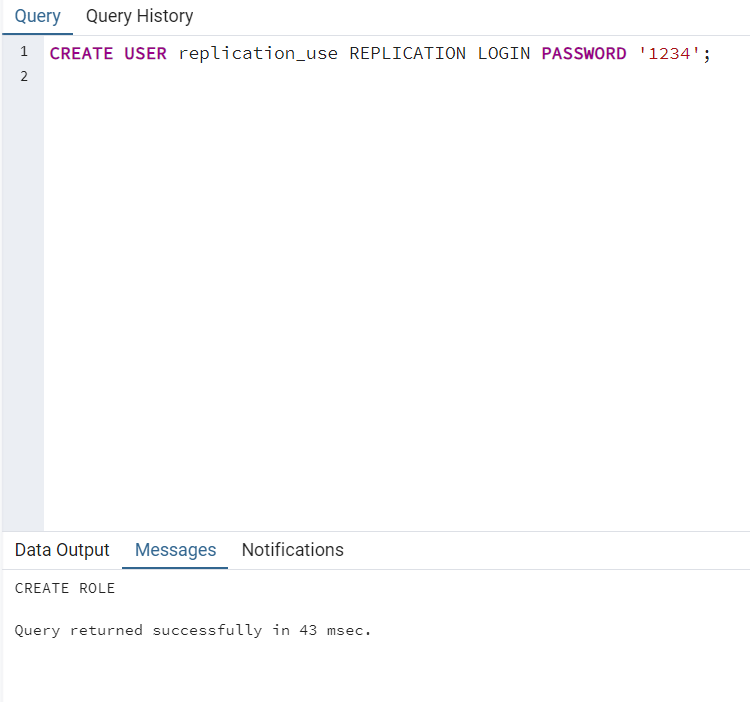 Query Query History
1 CREATE USER replication_use REPLICATION LOGIN PASSWORD '1234';
2
Data Output Messages Notifications
CREATE ROLE
Query returned successfully in 43 msec.